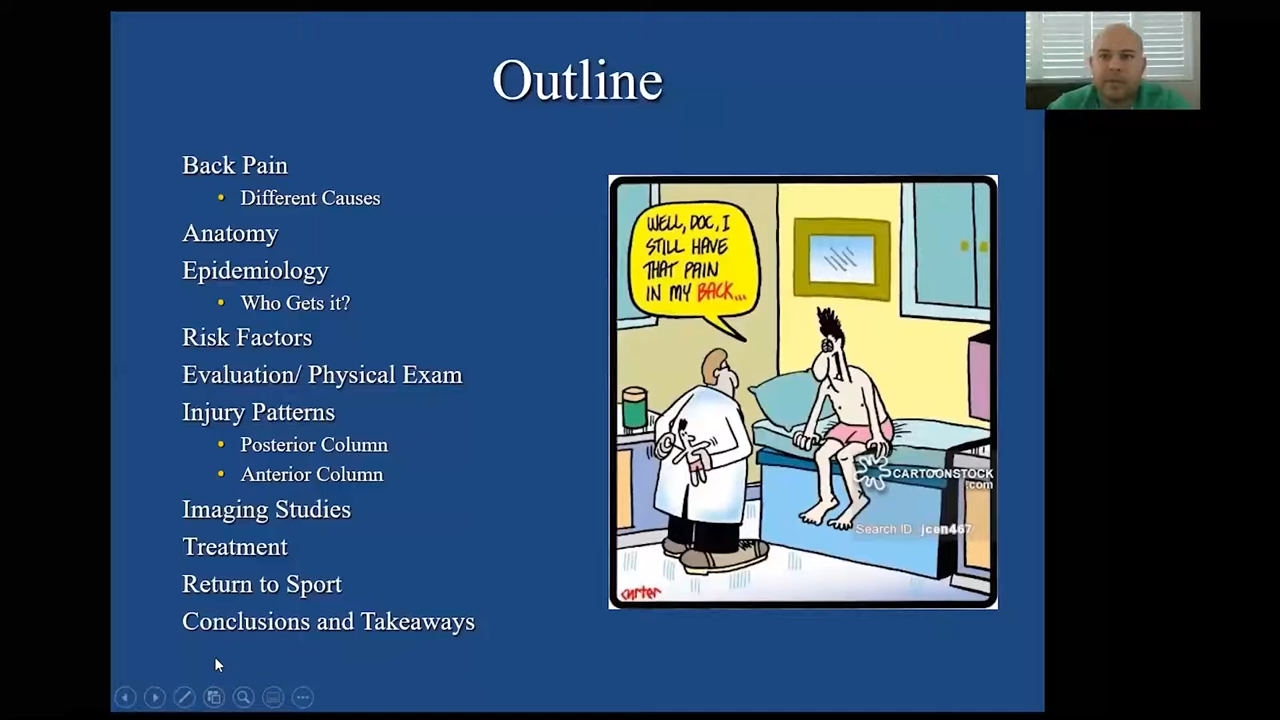 Outline
Back Pain
• Different Causes
Anatomy
Epidemiology
• Who Gets it?
Risk Factors
Evaluation/ Physical Exam
Injury Patterns
• Posterior Column
• Anterior Column
Imaging Studies
Treatment
Return to Sport
Conclusions and Takeaways
WELL, DOC, I
STILL HAVE
THAT PAIN
IN MY BACK...
CARTOONSTOCK
.com
Search ID jcen467
carter